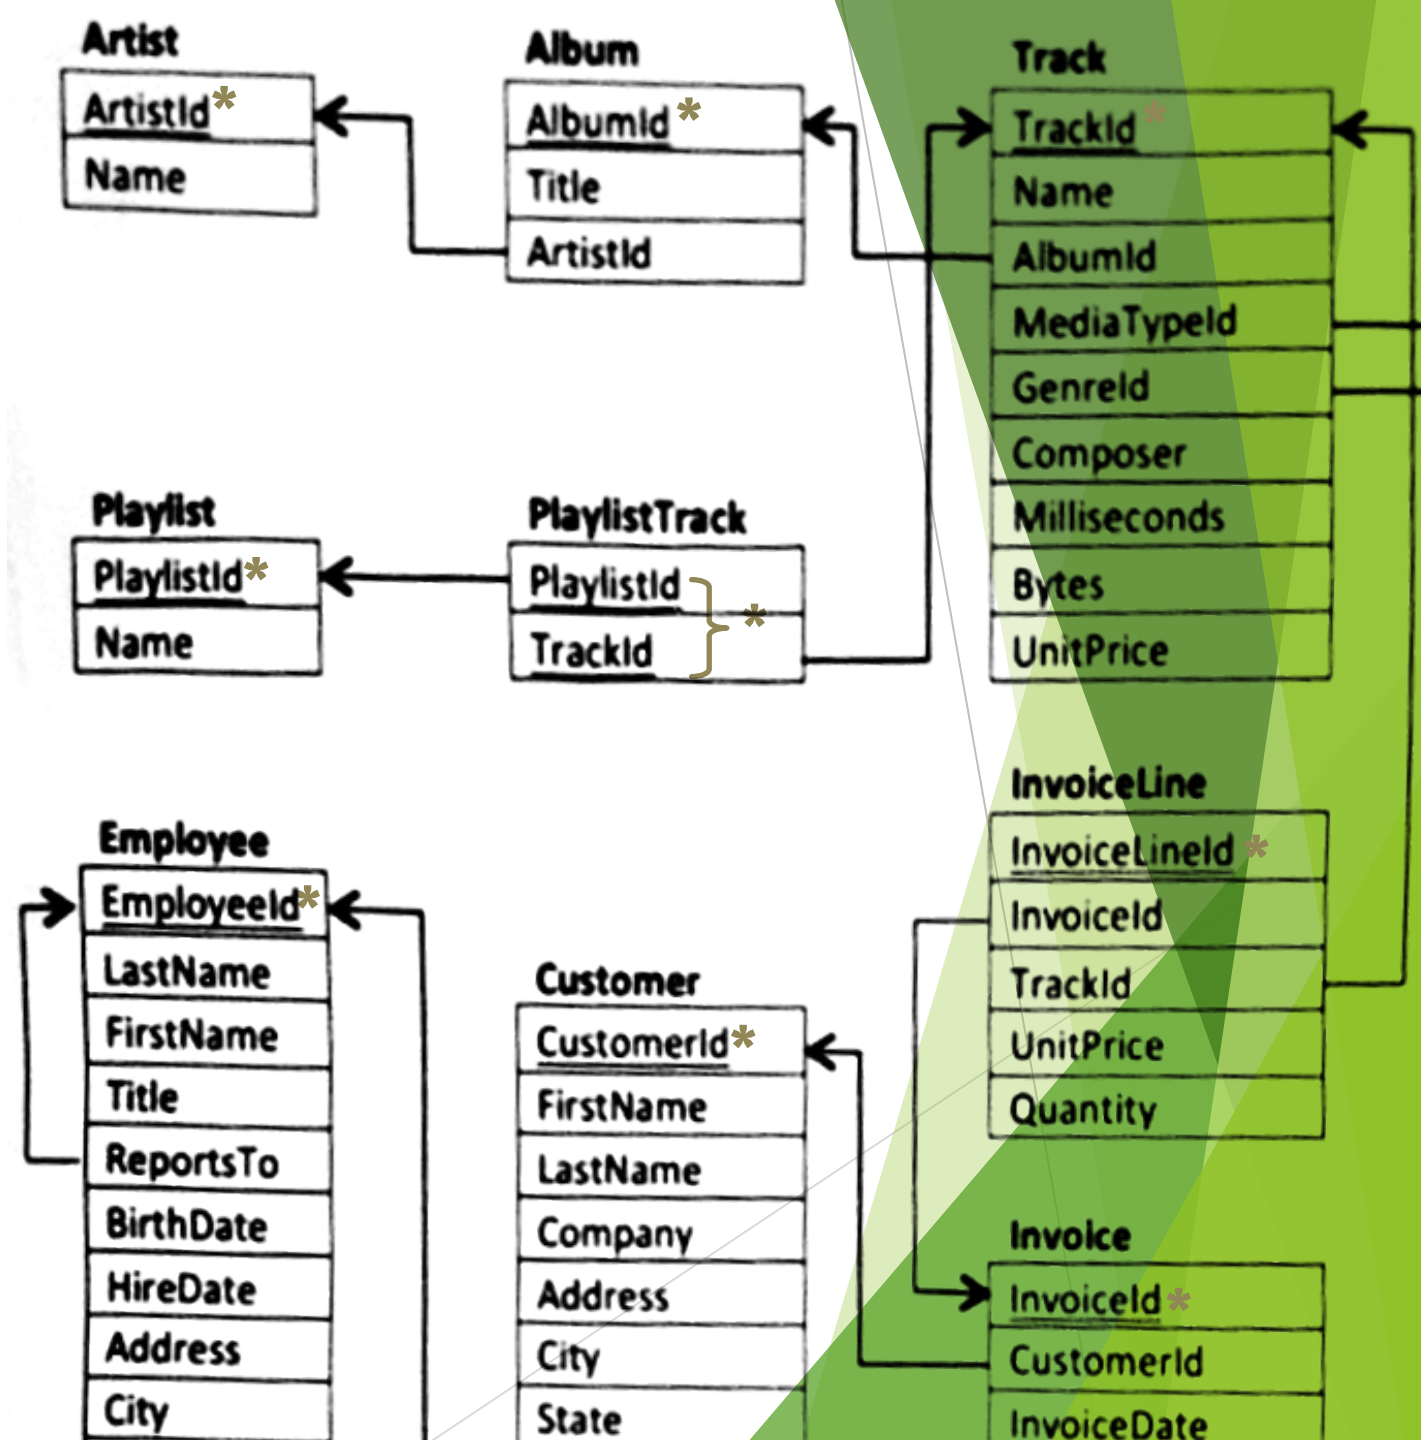 Artist
ArtistId*
Name
Album
AlbumId*
Title
ArtistId
Track
TrackId*
Name
AlbumId
MediaTypeId
GenreId
Composer
Milliseconds
Bytes
UnitPrice
Playlist
PlaylistId*
Name
PlaylistTrack
PlaylistId
TrackId
*
InvoiceLine
InvoiceLineId*
InvoiceId
TrackId
UnitPrice
Quantity
Employee
EmployeeId*
LastName
FirstName
Title
ReportsTo
BirthDate
HireDate
Address
City
Customer
CustomerId*
FirstName
LastName
Company
Address
City
State
Invoice
InvoiceId*
CustomerId
InvoiceDate